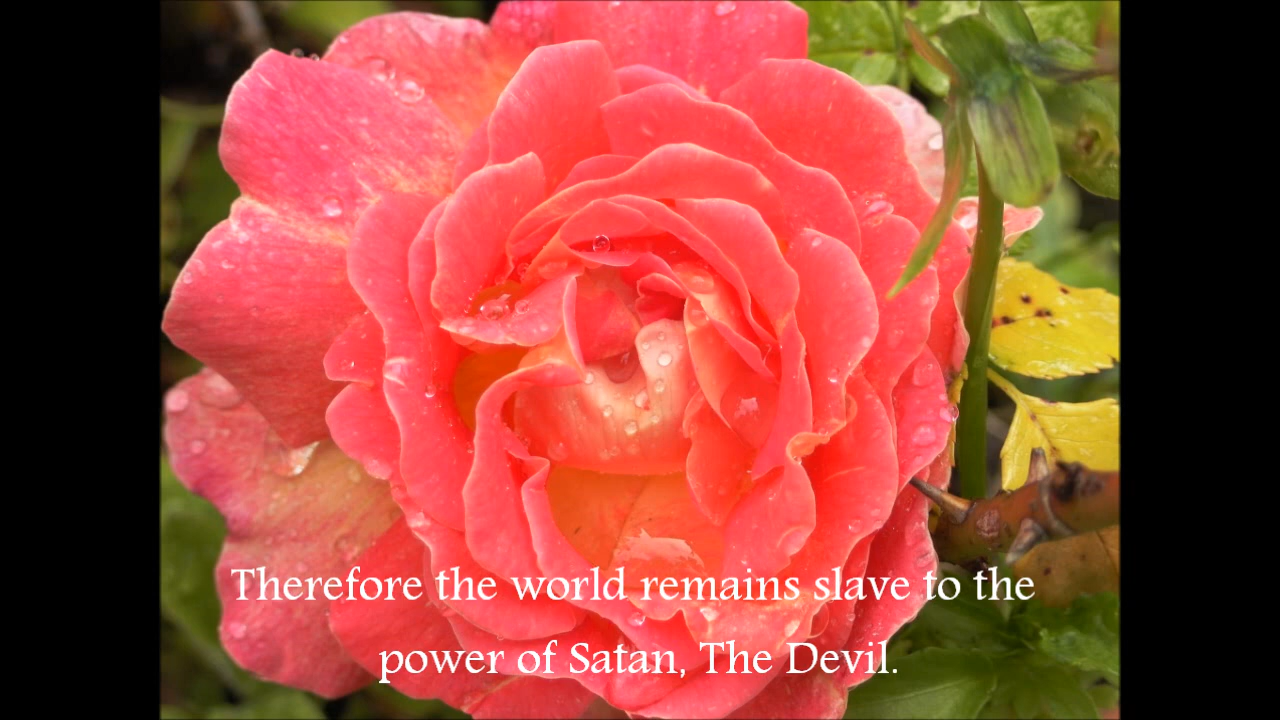 Therefore the world remains slave to the
power of Satan, The Devil.